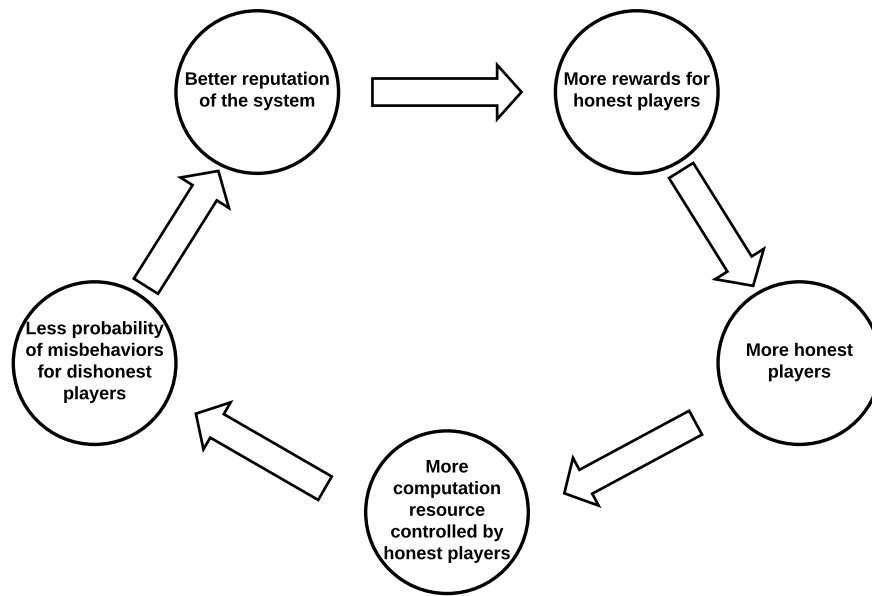 Better reputation
of the system
More rewards for
honest players
More honest
players
More
computation
resource
controlled by
honest players
Less probability
of misbehaviors
for dishonest
players